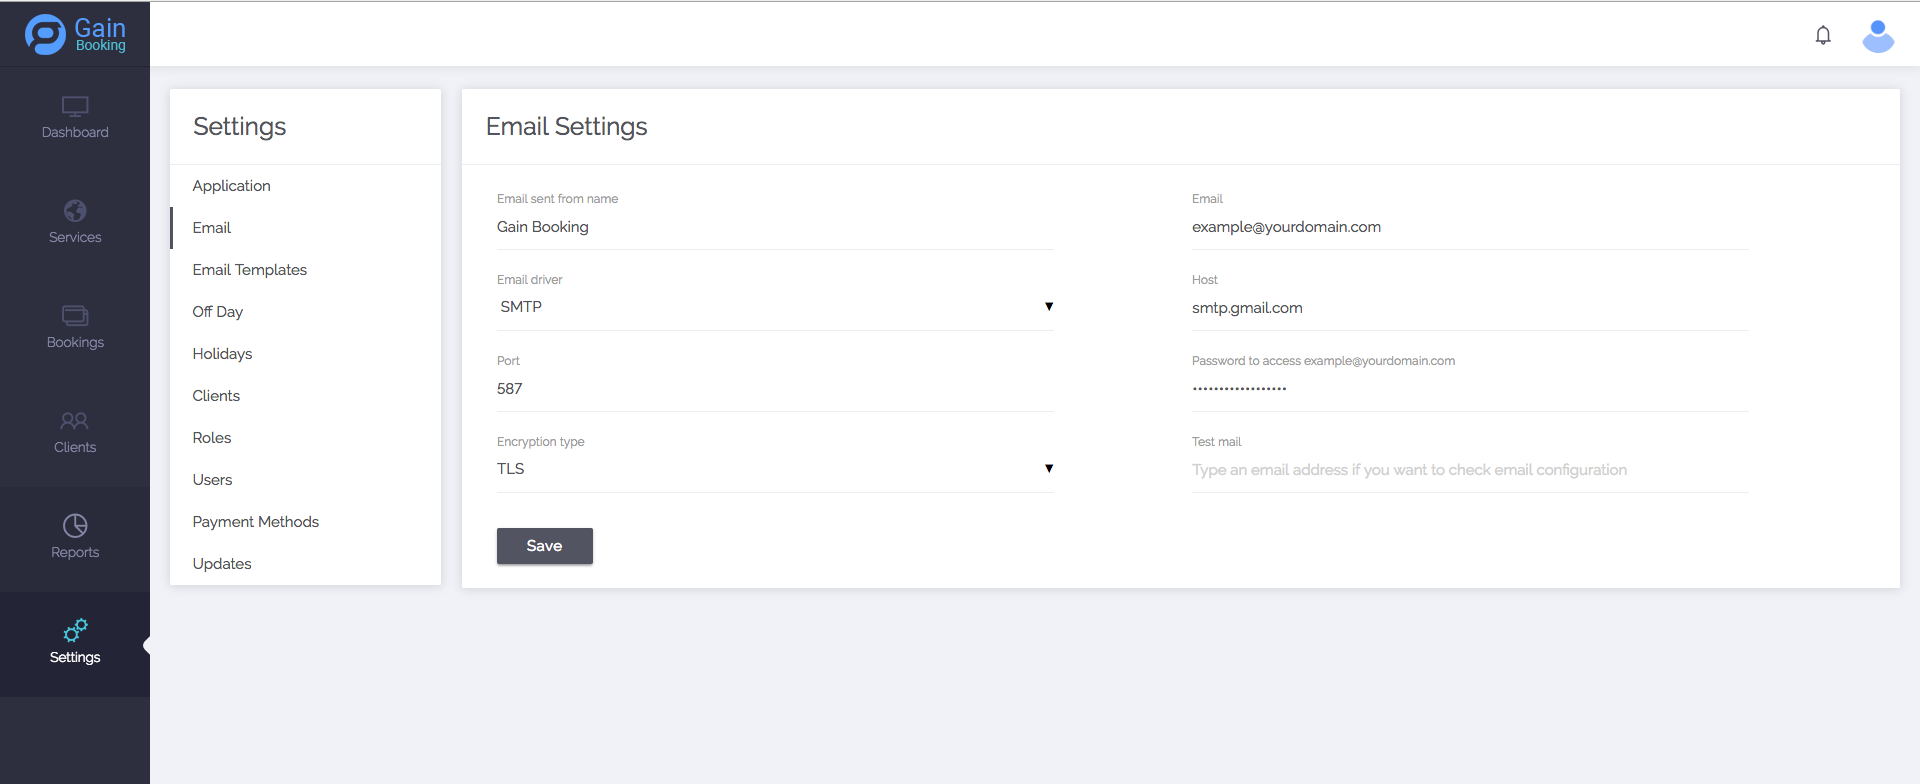 Gain
Booking
Dashboard
Services
Bookings
Clients
Reports
Settings
Settings
Application
Email
Email Templates
Off Day
Holidays
Clients
Roles
Users
Payment Methods
Updates
Email Settings
Email sent from name
Gain Booking
Email
example@yourdomain.com
Email driver
SMTP
Host
smtp.gmail.com
Port
587
Password to access example@yourdomain.com
••••••••••••••••••
Encryption type
TLS
Test mail
Type an email address if you want to check email configuration
Save